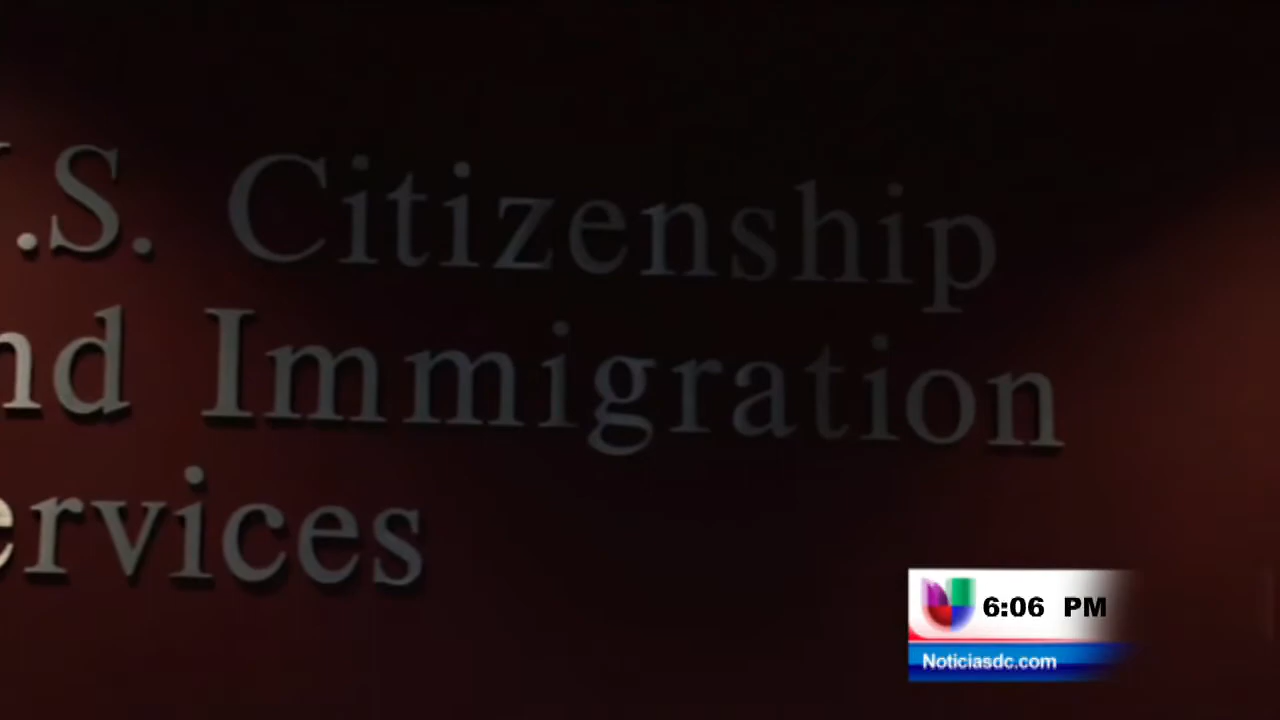 .S. Citizenship
nd Immigration
ervices
6:06 PM
Noticiasdc.com